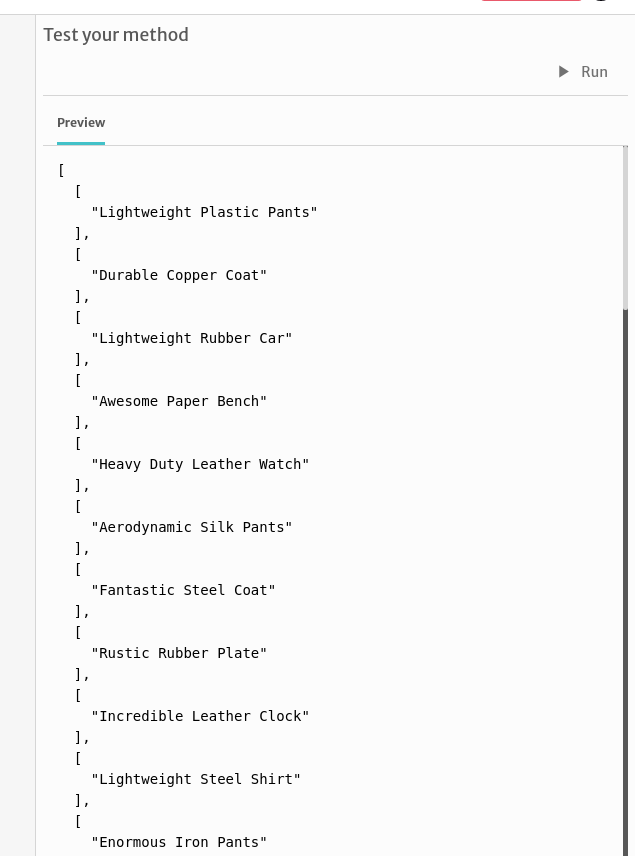 Test your method
Run
Preview
[
  [
    "Lightweight Plastic Pants"
  ],
  [
    "Durable Copper Coat"
  ],
  [
    "Lightweight Rubber Car"
  ],
  [
    "Awesome Paper Bench"
  ],
  [
    "Heavy Duty Leather Watch"
  ],
  [
    "Aerodynamic Silk Pants"
  ],
  [
    "Fantastic Steel Coat"
  ],
  [
    "Rustic Rubber Plate"
  ],
  [
    "Incredible Leather Clock"
  ],
  [
    "Lightweight Steel Shirt"
  ],
  [
    "Enormous Iron Pants"